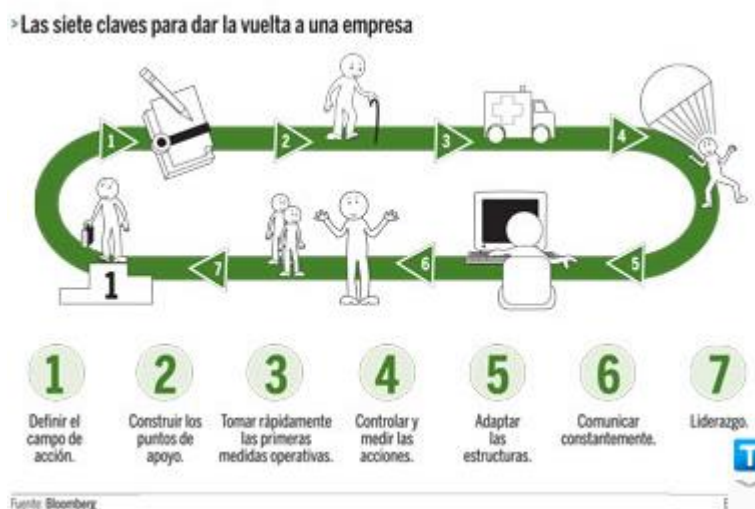 > Las siete claves para dar la vuelta a una empresa
1
2
3
4
1
7
6
5
1
2
3
4
5
6
7
Definir el
campo de
acción.
Construir los
puntos de
apoyo.
Tomar rápidamente
las primeras
medidas operativas.
Controlar y
medir las
acciones.
Adaptar
las
estructuras.
Comunicar
constantemente.
Liderazgo.
T
Fuente: Bloomberg
E